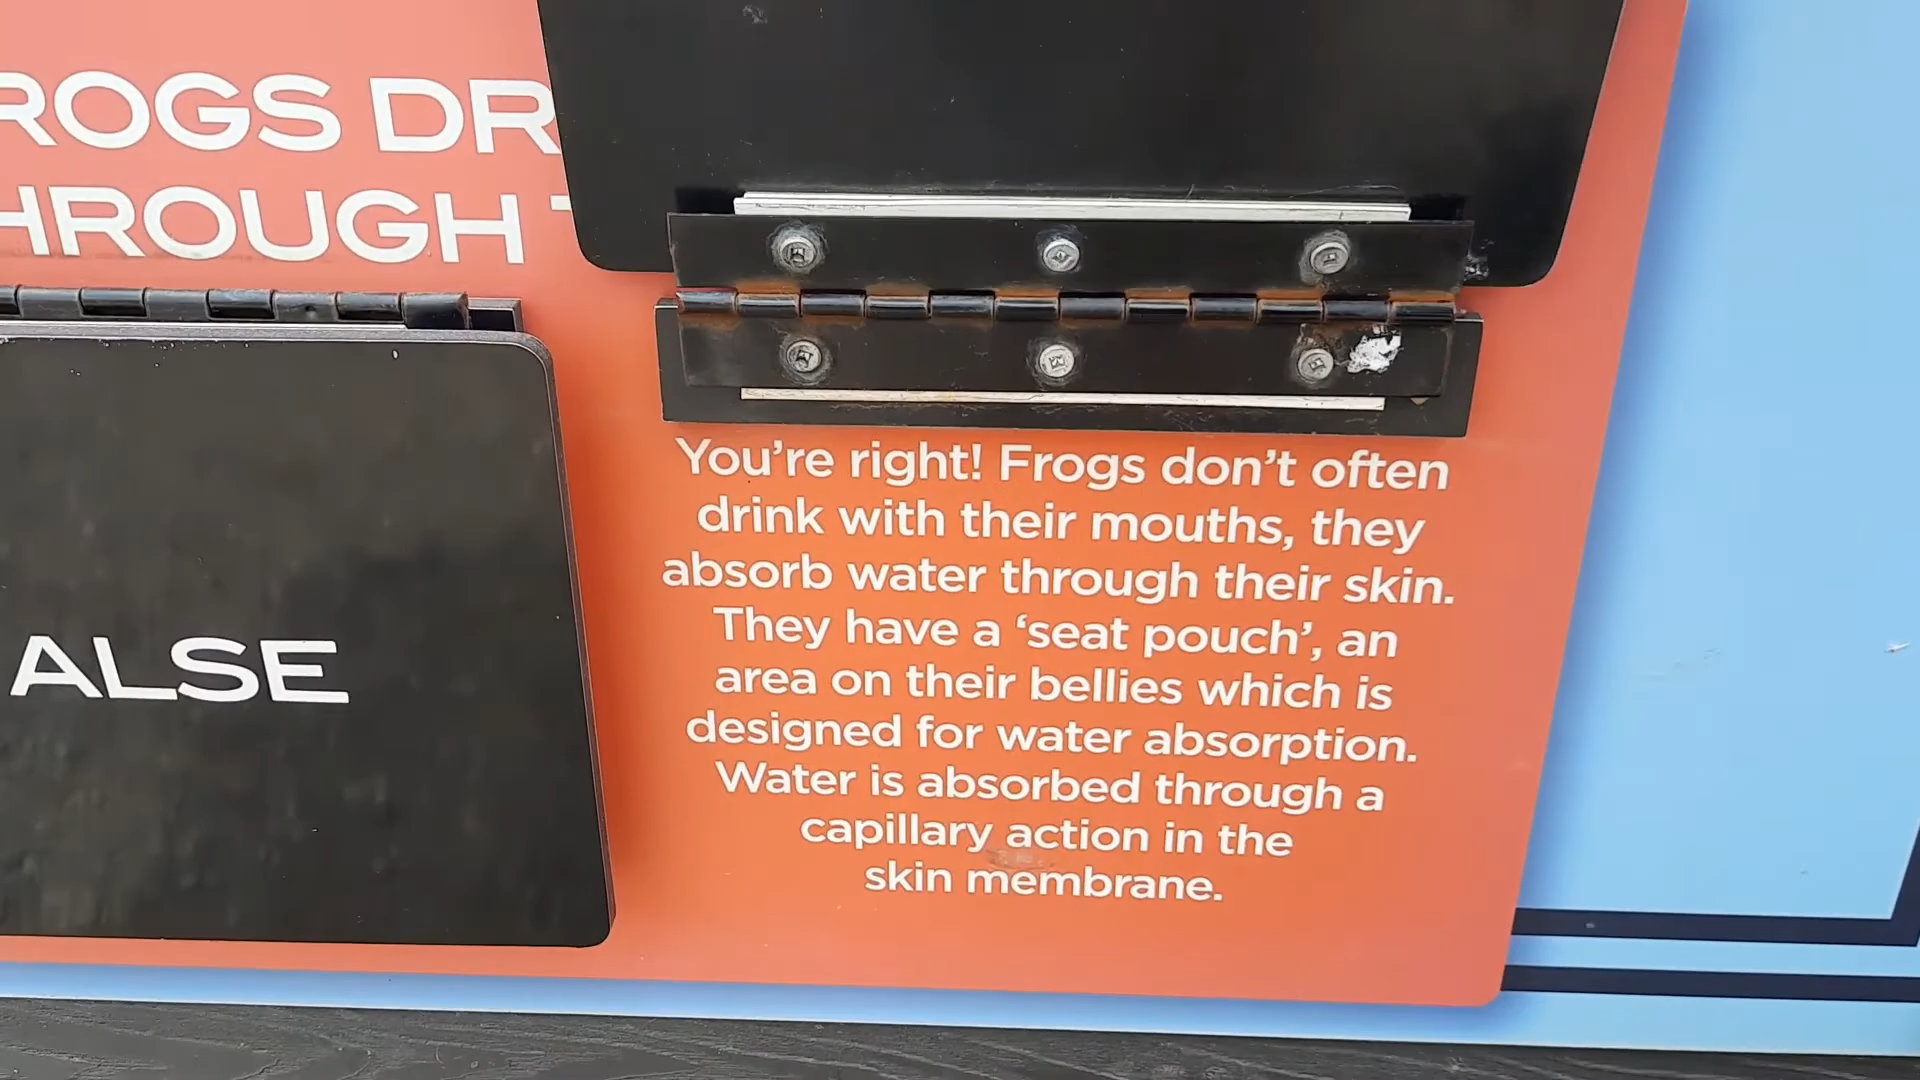 ROGS DR
HROUGH T
ALSE
You're right! Frogs don't often
drink with their mouths, they
absorb water through their skin.
They have a ‘seat pouch’, an
area on their bellies which is
designed for water absorption.
Water is absorbed through a
capillary action in the
skin membrane.